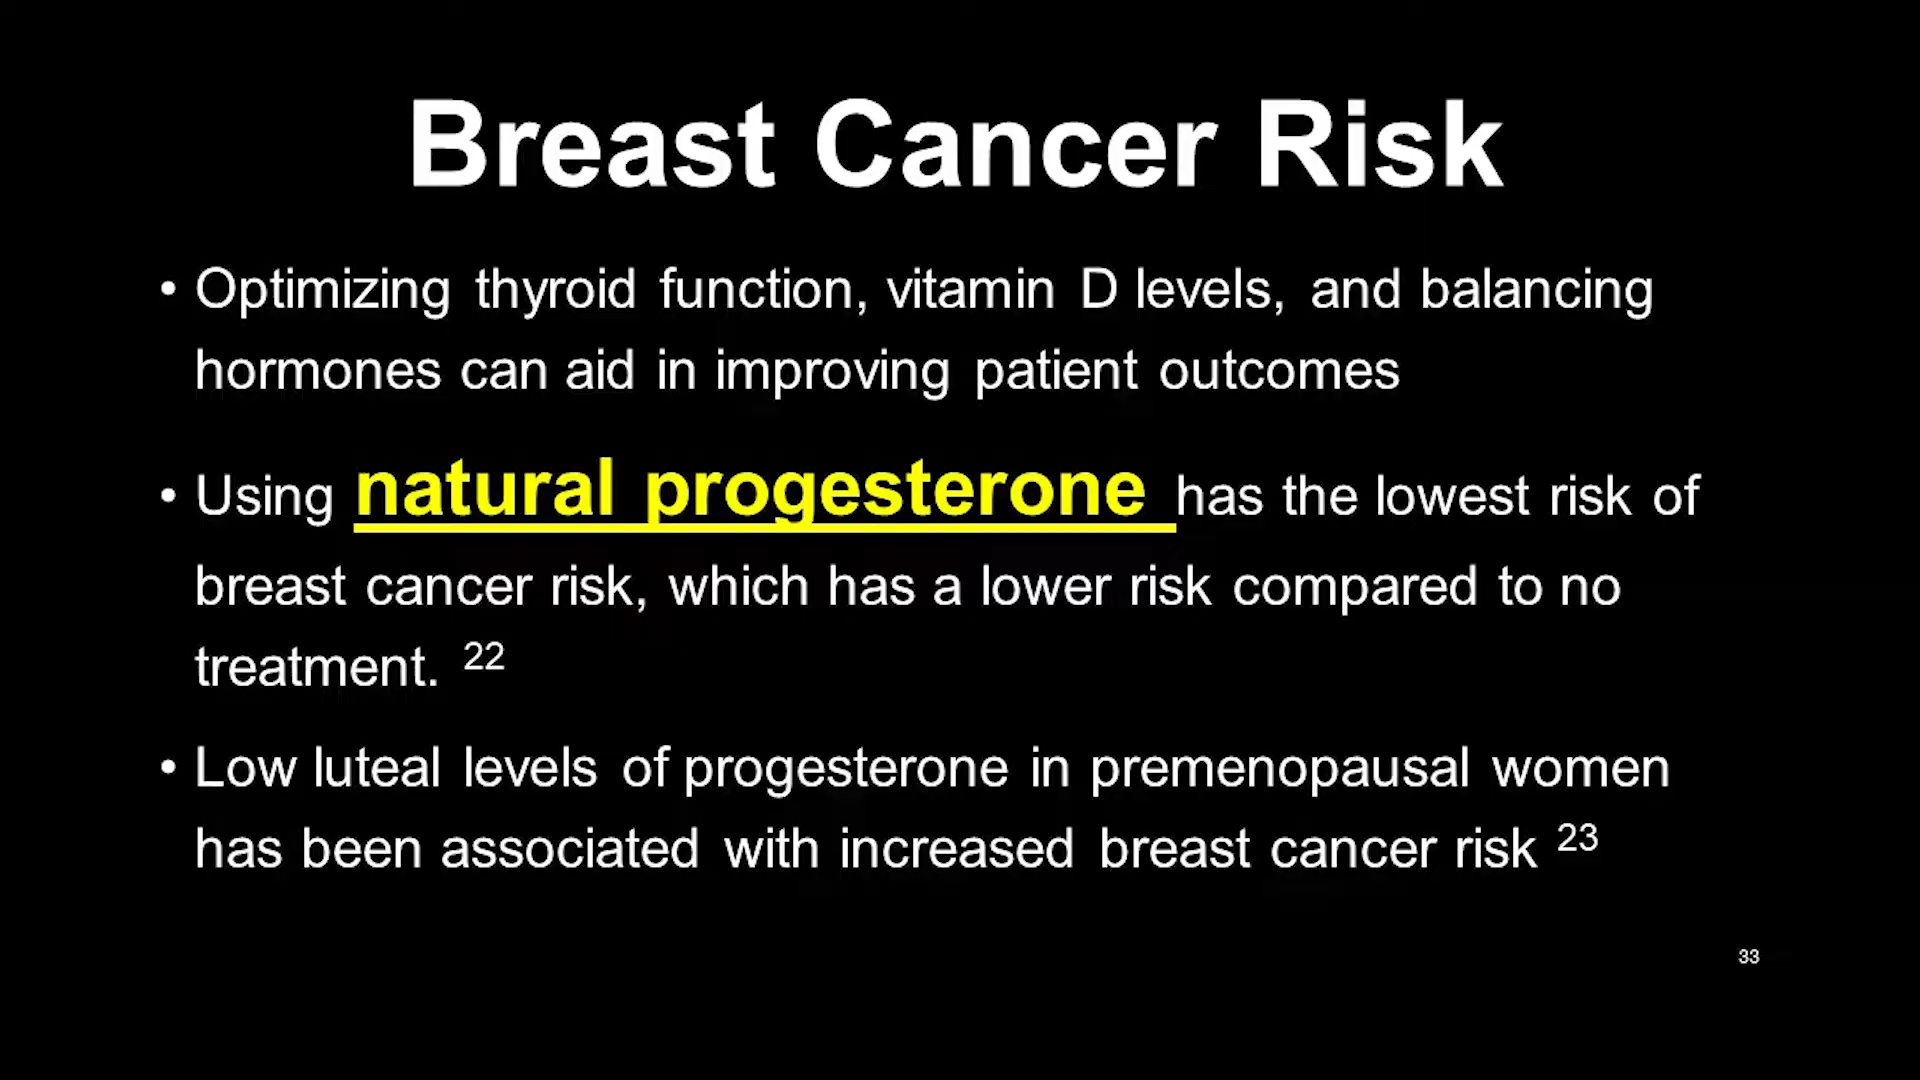 Breast Cancer Risk
• Optimizing thyroid function, vitamin D levels, and balancing
hormones can aid in improving patient outcomes
• Using natural progesterone has the lowest risk of
breast cancer risk, which has a lower risk compared to no
treatment. 22
• Low luteal levels of progesterone in premenopausal women
has been associated with increased breast cancer risk 23
33